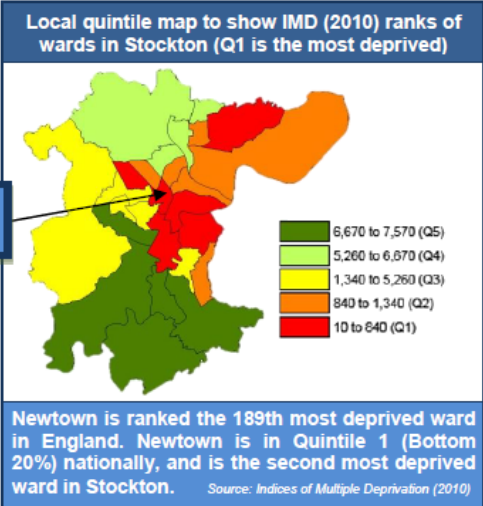 Local quintile map to show IMD (2010) ranks of
wards in Stockton (Q1 is the most deprived)
6,670 to 7,570 (Q5)
5,260 to 6,670 (Q4)
1,340 to 5,260 (Q3)
840 to 1,340 (Q2)
10 to 840 (Q1)
Newtown is ranked the 189th most deprived ward
in England. Newtown is in Quintile 1 (Bottom
20%) nationally, and is the second most deprived
ward in Stockton. Source: Indices of Multiple Deprivation (2010)